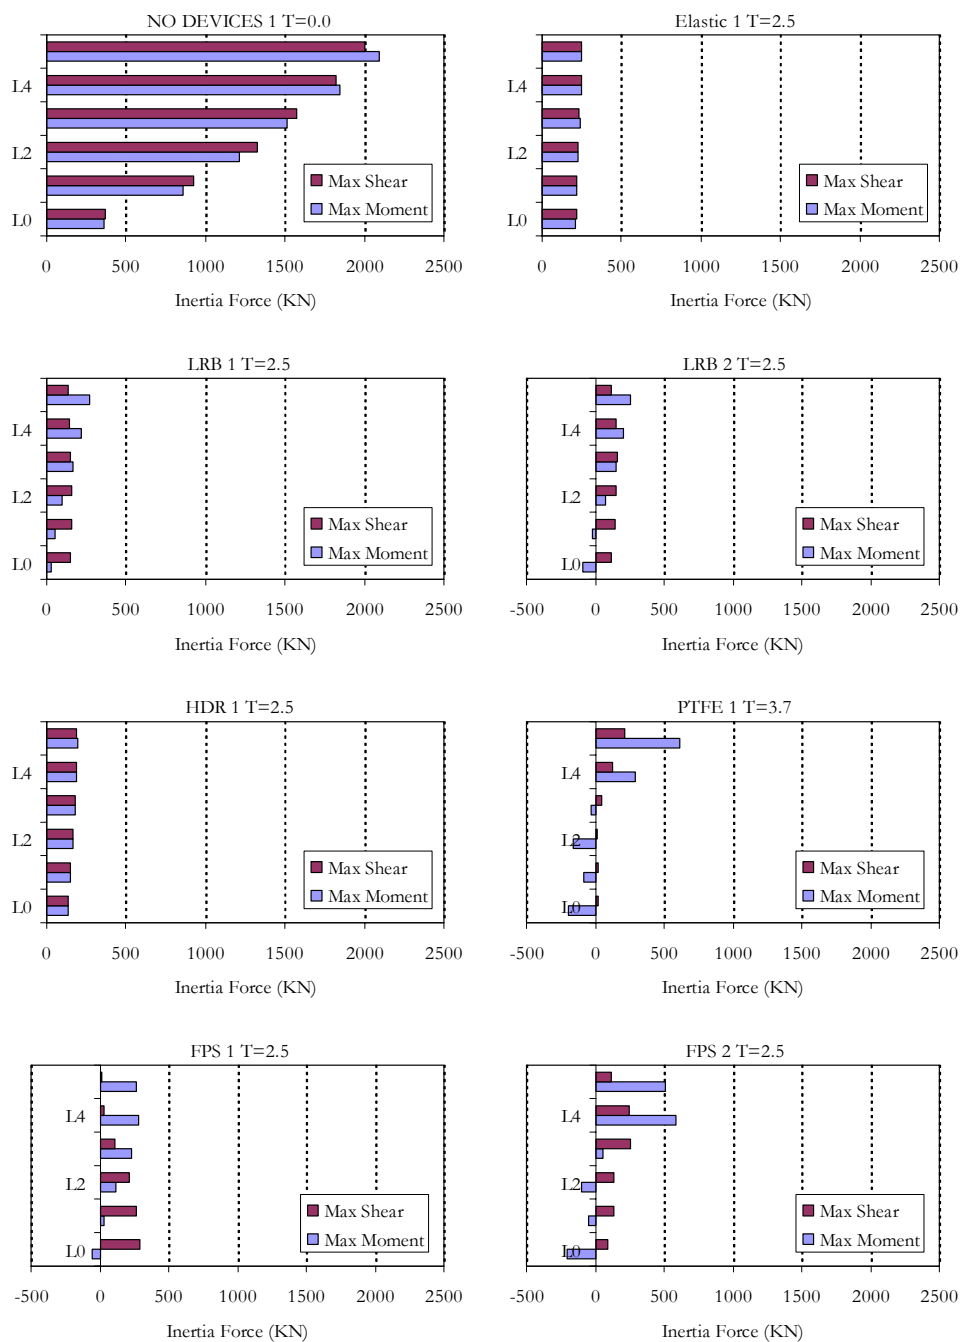 NO DEVICES 1 T=0.0
L4
L2
L0
Max Shear
Max Moment
0 500 1000 1500 2000 2500
Inertia Force (KN)
Elastic 1 T=2.5
L4
L2
L0
Max Shear
Max Moment
0 500 1000 1500 2000 2500
Inertia Force (KN)
LRB 1 T=2.5
L4
L2
L0
Max Shear
Max Moment
0 500 1000 1500 2000 2500
Inertia Force (KN)
LRB 2 T=2.5
L4
L2
L0
Max Shear
Max Moment
-500 0 500 1000 1500 2000 2500
Inertia Force (KN)
HDR 1 T=2.5
L4
L2
L0
Max Shear
Max Moment
0 500 1000 1500 2000 2500
Inertia Force (KN)
PTFE 1 T=3.7
L4
L2
L0
Max Shear
Max Moment
-500 0 500 1000 1500 2000 2500
Inertia Force (KN)
FPS 1 T=2.5
L4
L2
L0
Max Shear
Max Moment
-500 0 500 1000 1500 2000 2500
Inertia Force (KN)
FPS 2 T=2.5
L4
L2
L0
Max Shear
Max Moment
-500 0 500 1000 1500 2000 2500
Inertia Force (KN)